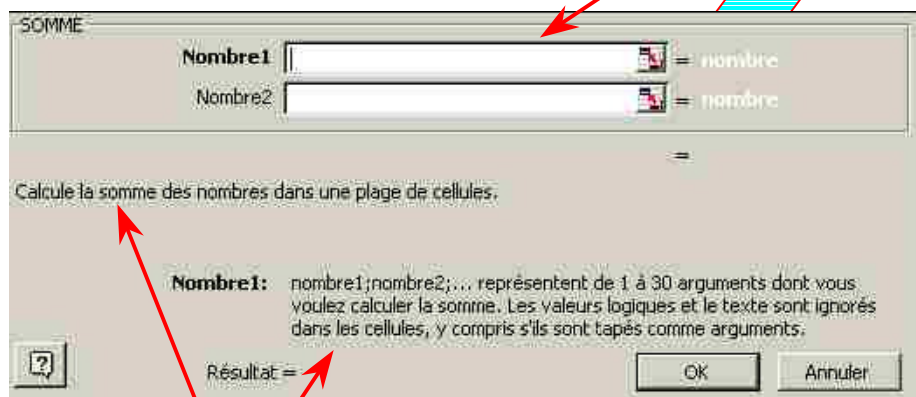 SOMME
Nombre1 = nombre
Nombre2 = nombre
=
Calcule la somme des nombres dans une plage de cellules.
Nombre1: nombre1;nombre2;... représentent de 1 à 30 arguments dont vous
voulez calculer la somme. Les valeurs logiques et le texte sont ignorés
dans les cellules, y compris s'ils sont tapés comme arguments.
? Résultat = OK Annuler